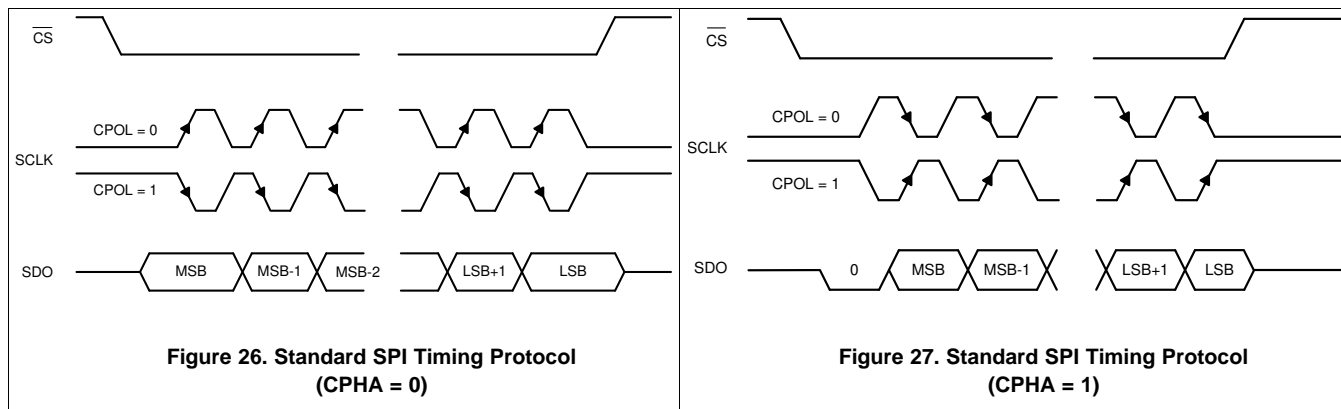 CS
CPOL = 0
SCLK
CPOL = 1
SDO
MSB
MSB-1
MSB-2
LSB+1
LSB
Figure 26. Standard SPI Timing Protocol
(CPHA = 0)
CS
CPOL = 0
SCLK
CPOL = 1
SDO
0
MSB
MSB-1
LSB+1
LSB
Figure 27. Standard SPI Timing Protocol
(CPHA = 1)